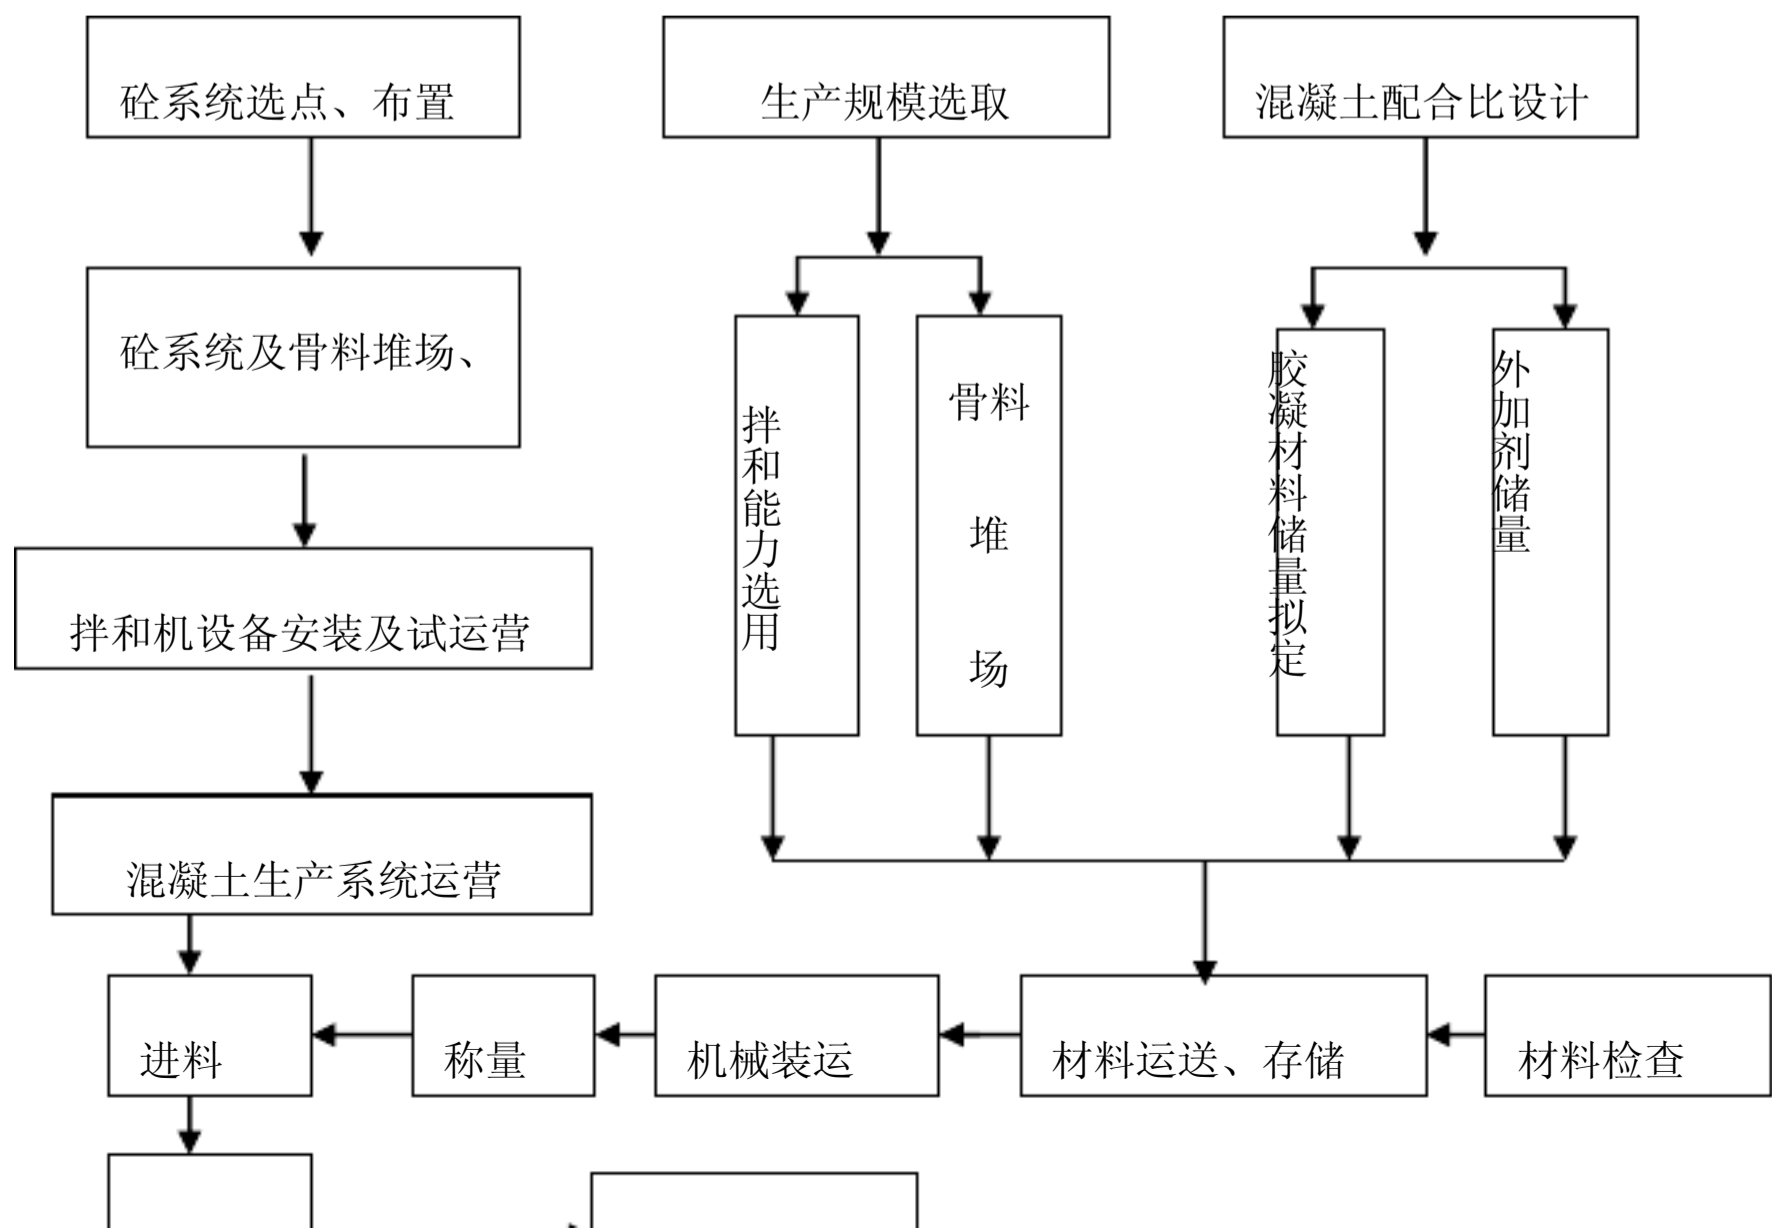 砼系统选点、布置
生产规模选取
混凝土配合比设计
砼系统及骨料堆场、
拌和能力选用
骨料
堆
场
胶凝材料储量拟定
外加剂储量
拌和机设备安装及试运营
混凝土生产系统运营
进料
称量
机械装运
材料运送、存储
材料检查